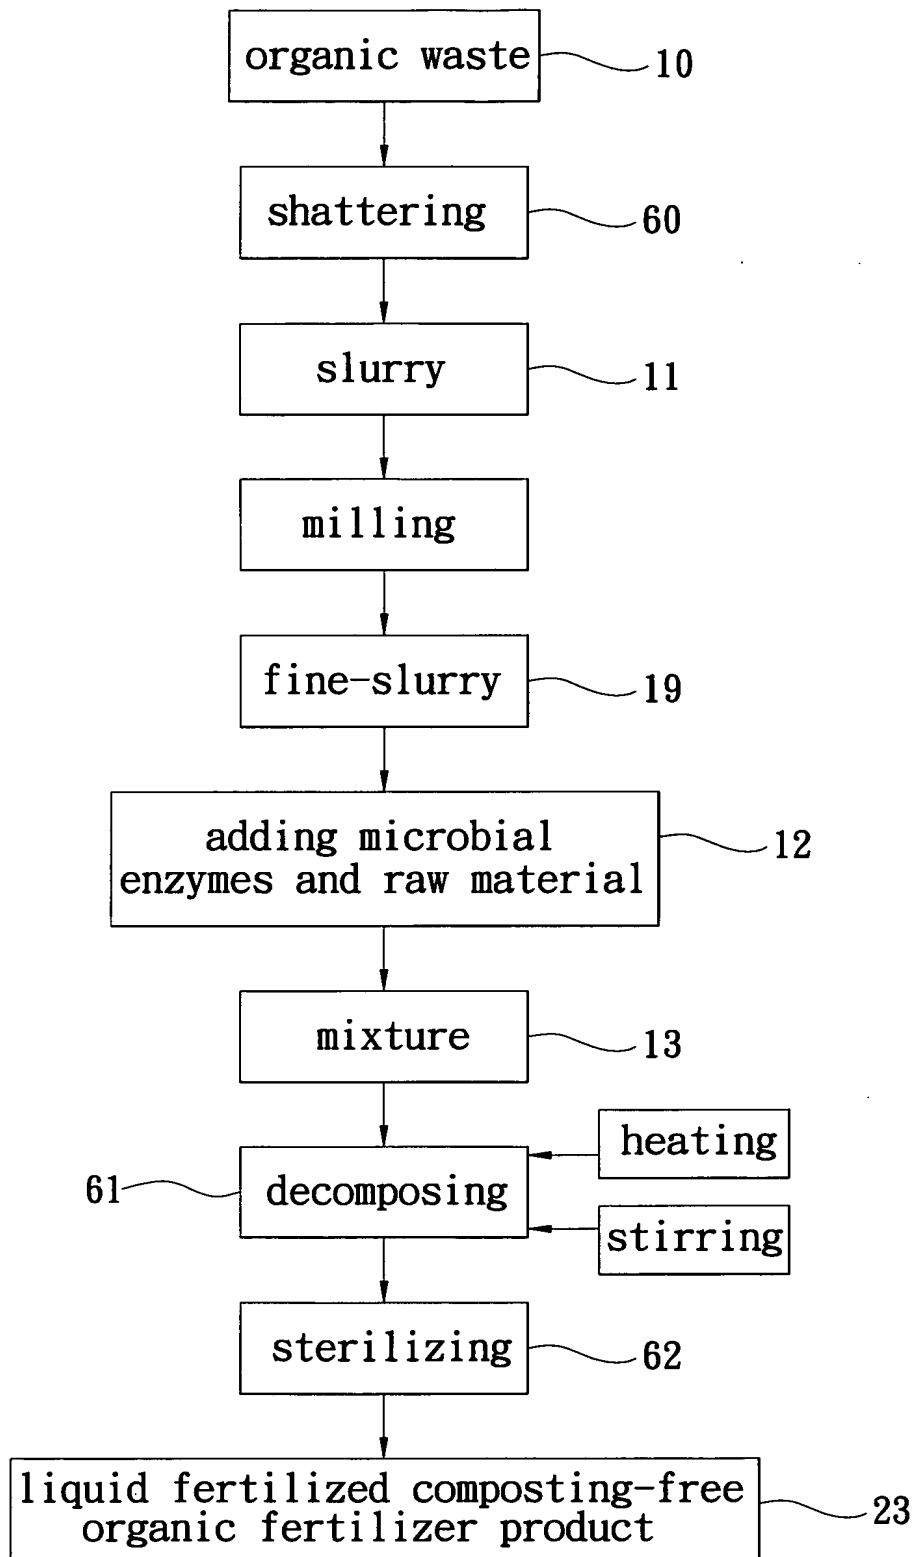 organic waste
10
shattering
60
slurry
11
milling
fine-slurry
19
adding microbial
enzymes and raw material
12
mixture
13
heating
61
decomposing
stirring
sterilizing
62
liquid fertilized composting-free
organic fertilizer product
23